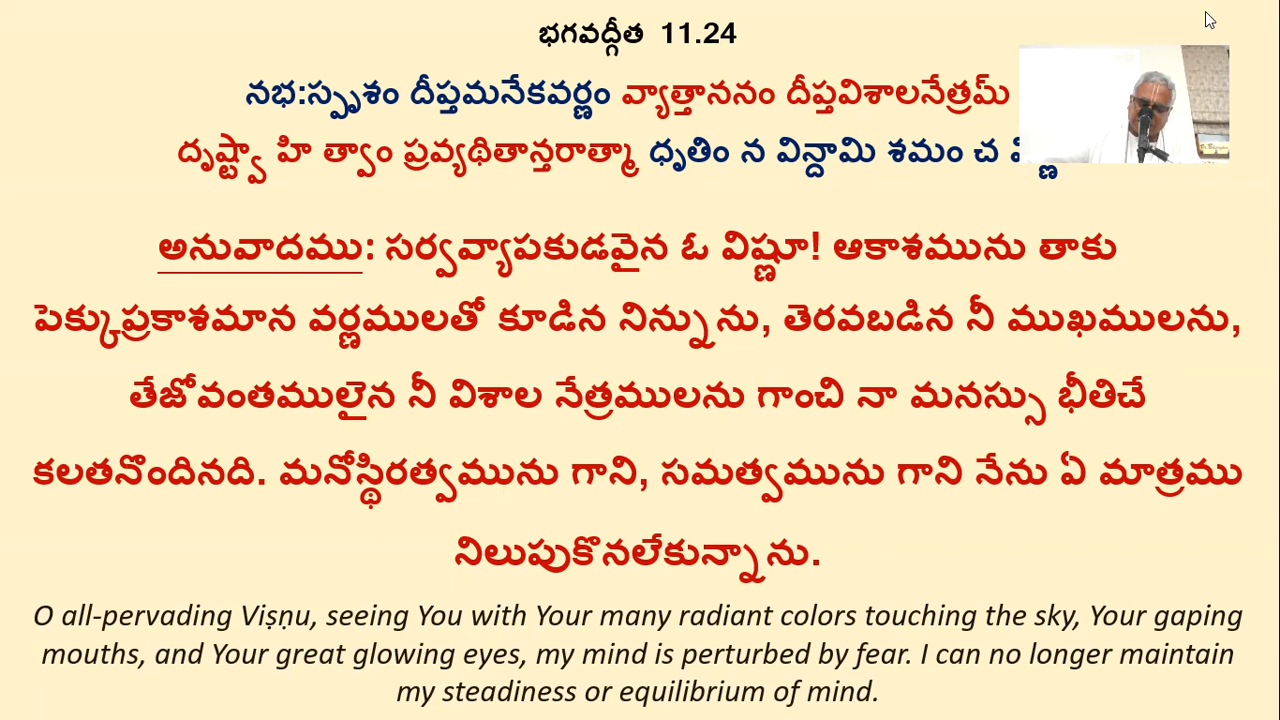 భగవద్గీత 11.24
నభ:స్పృశం దీప్తమనేకవర్ణం వ్యాత్తాననం దీప్తవిశాలనేత్రమ్
దృష్ట్వా హి త్వాం ప్రవ్యథితాన్తరాత్మా ధృతిం న విన్దామి శమం చ
అనువాదము: సర్వవ్యాపకుడవైన ఓ విష్ణూ! ఆకాశమును తాకు
పెక్కుప్రకాశమాన వర్ణములతో కూడిన నిన్నును, తెరవబడిన నీ ముఖములను,
తేజోవంతములైన నీ విశాల నేత్రములను గాంచి నా మనస్సు భీతిచే
కలతనొందినది. మనోస్థిరత్వమును గాని, సమత్వమును గాని నేను ఏ మాత్రము
నిలుపుకొనలేకున్నాను.
O all-pervading Viṣṇu, seeing You with Your many radiant colors touching the sky, Your gaping
mouths, and Your great glowing eyes, my mind is perturbed by fear. I can no longer maintain
my steadiness or equilibrium of mind.